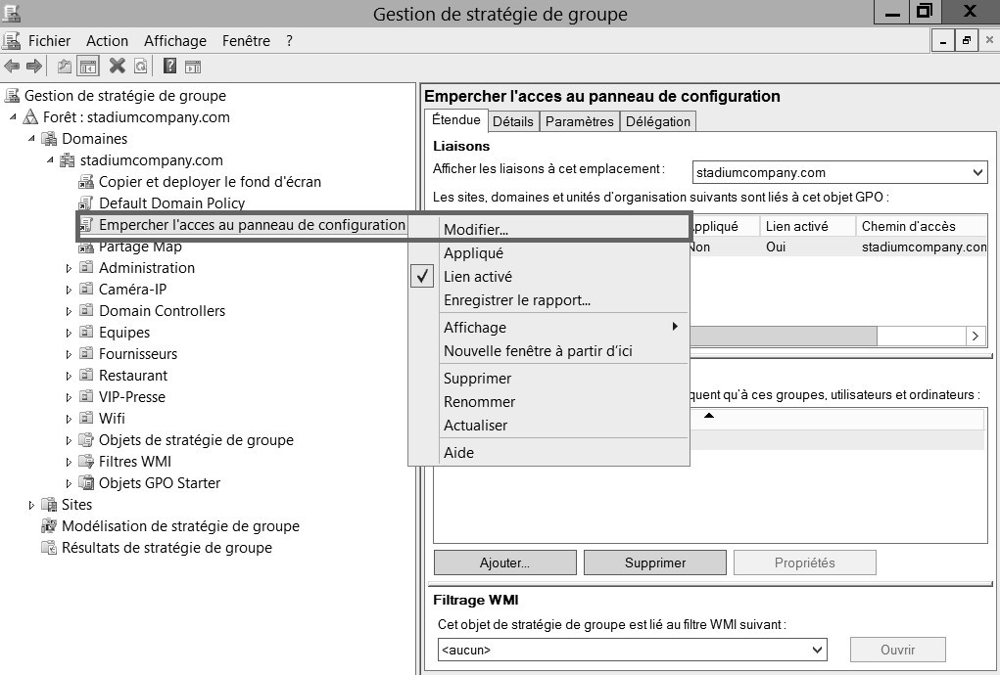 Gestion de stratégie de groupe
Fichier Action Affichage Fenêtre ?
Gestion de stratégie de groupe
Forêt : stadiumcompany.com
Domaines
stadiumcompany.com
Copier et deployer le fond d'écran
Default Domain Policy
Empercher l'acces au panneau de configuration
Partage Map
Administration
Caméra-IP
Domain Controllers
Equipes
Fournisseurs
Restaurant
VIP-Presse
Wifi
Objets de stratégie de groupe
Filtres WMI
Objets GPO Starter
Sites
Modélisation de stratégie de groupe
Résultats de stratégie de groupe
Modifier...
Appliqué
Lien activé
Enregistrer le rapport...
Affichage
Nouvelle fenêtre à partir d'ici
Supprimer
Renommer
Actualiser
Aide
Empercher l'acces au panneau de configuration
Étendue Détails Paramètres Délégation
Liaisons
Afficher les liaisons à cet emplacement : stadiumcompany.com
Les sites, domaines et unités d'organisation suivants sont liés à cet objet GPO :
ppliqué Lien activé Chemin d'accès
Non Oui stadiumcompany.con
quent qu'à ces groupes, utilisateurs et ordinateurs :
Ajouter... Supprimer Propriétés
Filtrage WMI
Cet objet de stratégie de groupe est lié au filtre WMI suivant :
<aucun> Ouvrir